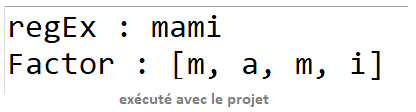 regEx : mami
Factor : [m, a, m, i]
exécuté avec le projet